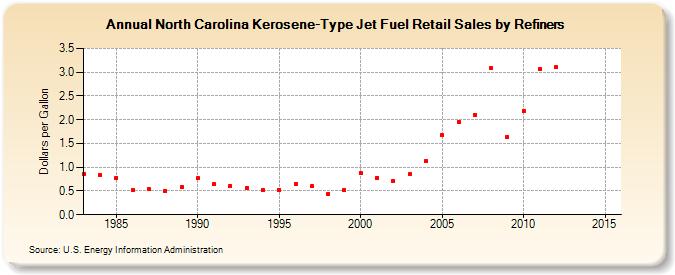 Annual North Carolina Kerosene-Type Jet Fuel Retail Sales by Refiners
Dollars per Gallon
3.5
3.0
2.5
2.0
1.5
1.0
0.5
0.0
1985 1990 1995 2000 2005 2010 2015
Source: U.S. Energy Information Administration